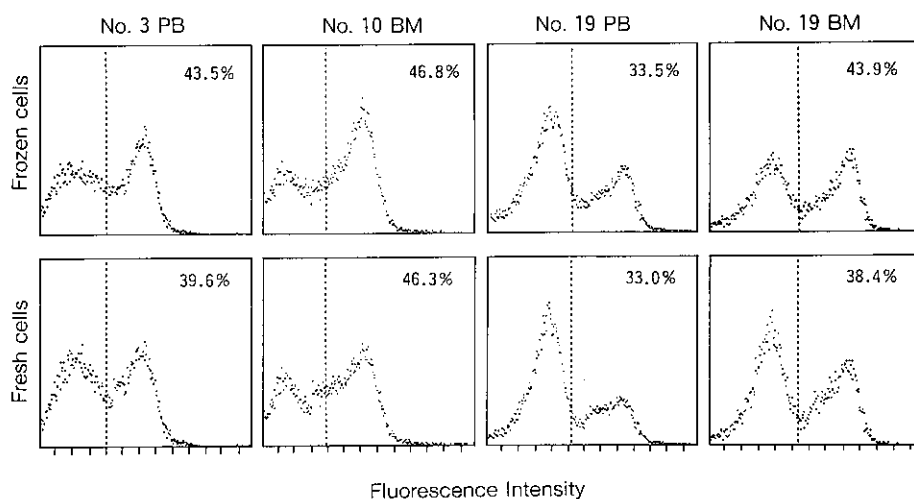 No. 3 PB No. 10 BM No. 19 PB No. 19 BM
Frozen cells
43.5% 46.8% 33.5% 43.9%
Fresh cells
39.6% 46.3% 33.0% 38.4%
Fluorescence Intensity